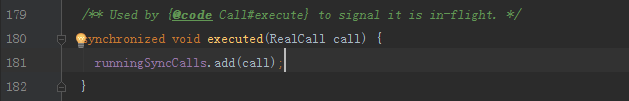 179 /** Used by {@code Call#execute} to signal it is in-flight. */
180 synchronized void executed(RealCall call) {
181 runningSyncCalls.add(call);
182 }